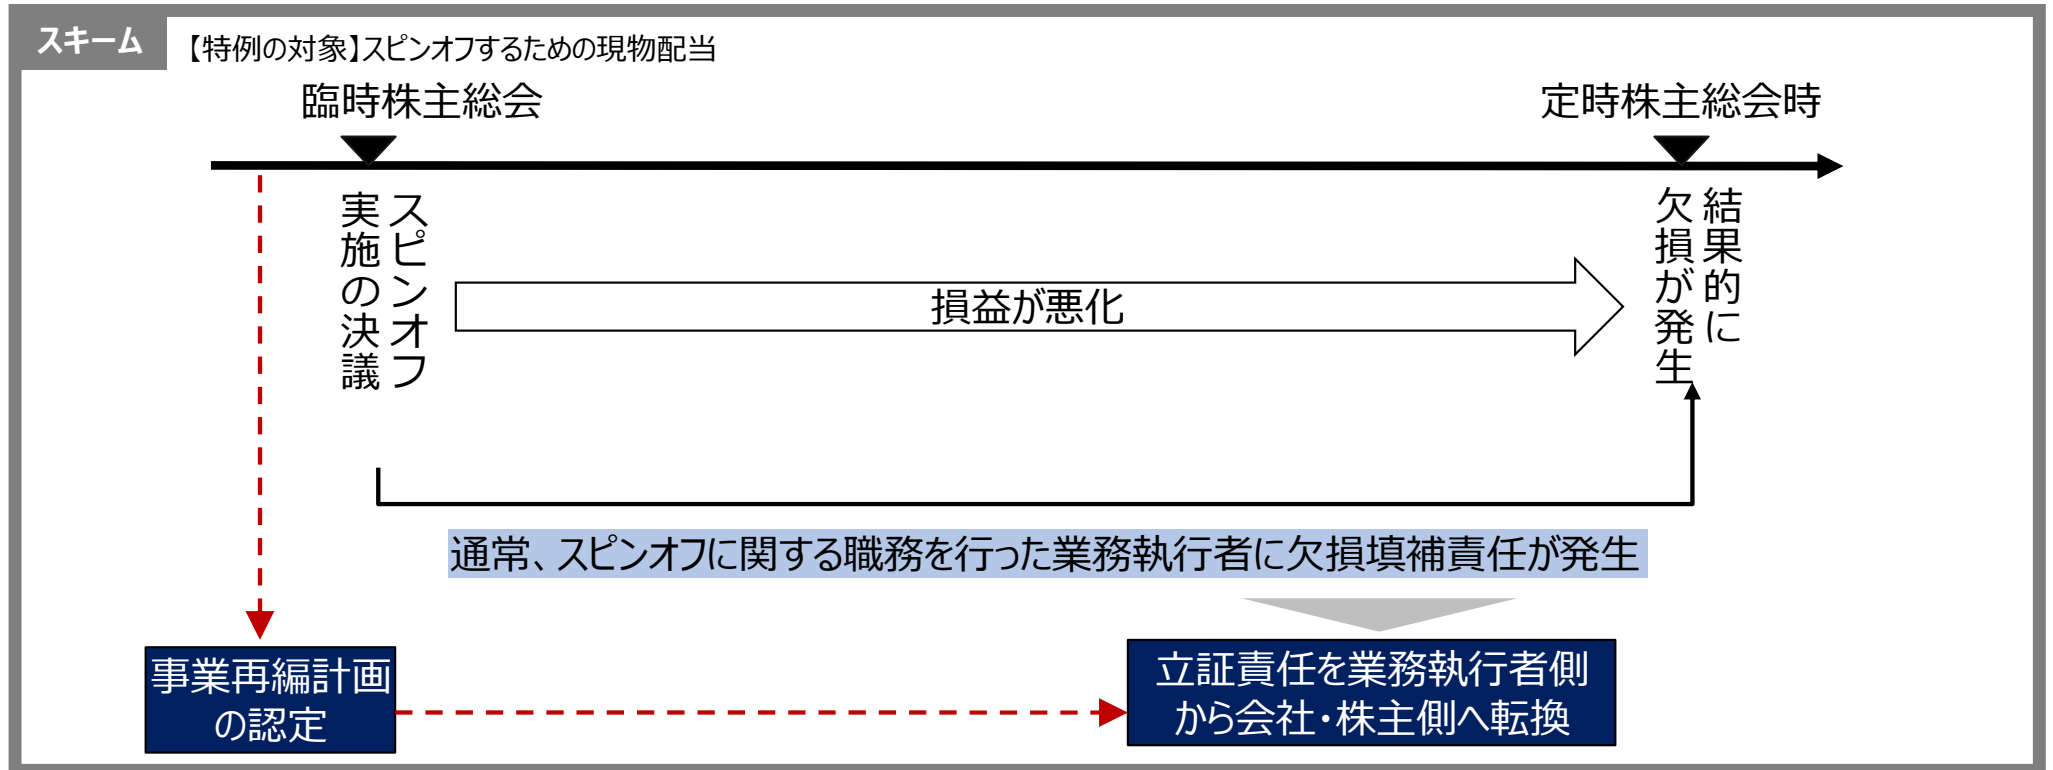 スキーム
【特例の対象】スピンオフするための現物配当
臨時株主総会
定時株主総会時
スピンオフ
実施の決議
損益が悪化
結果的に
欠損が発生
通常、スピンオフに関する職務を行った業務執行者に欠損填補責任が発生
事業再編計画
の認定
立証責任を業務執行者側
から会社・株主側へ転換